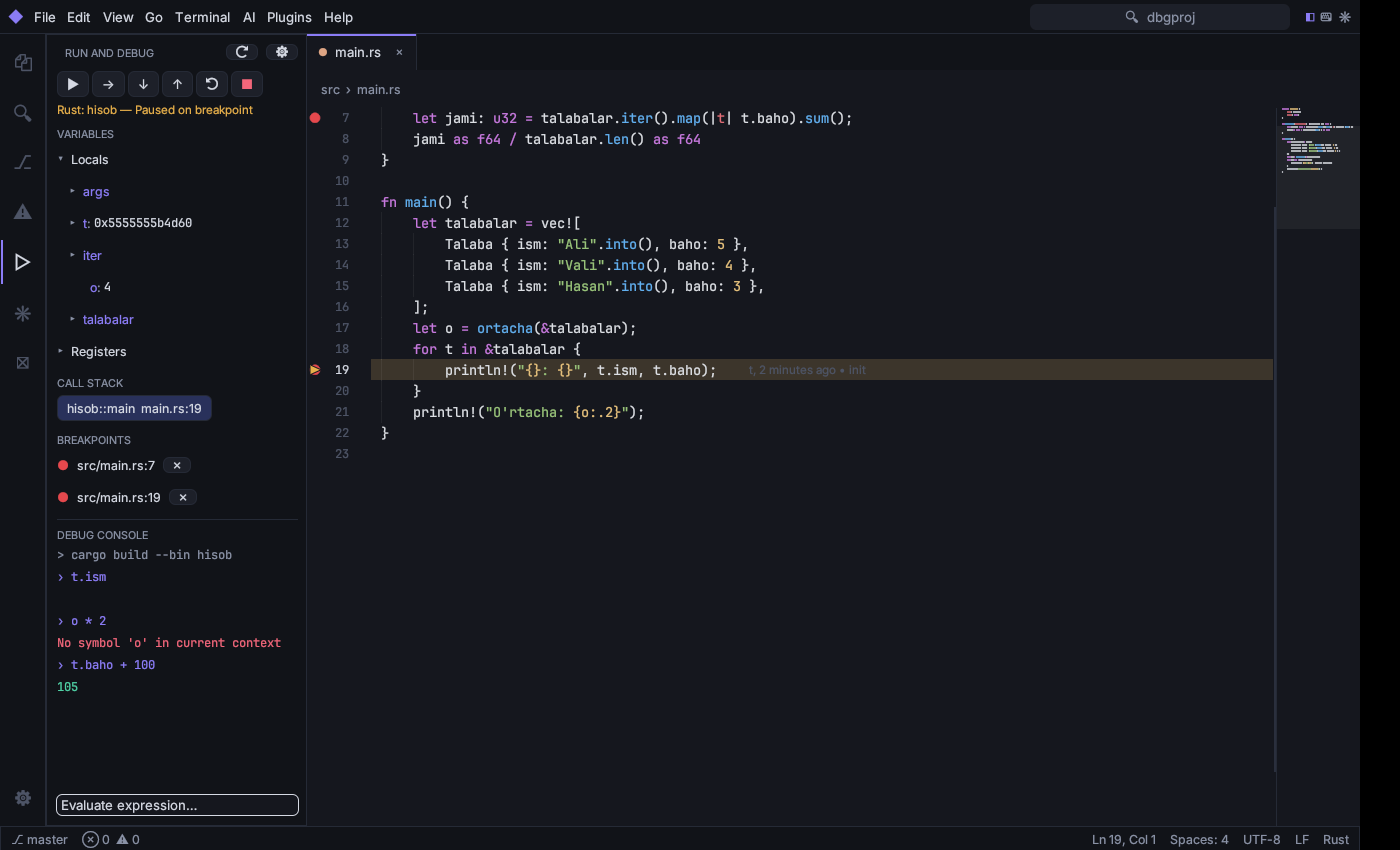 File Edit View Go Terminal AI Plugins Help
dbgproj
RUN AND DEBUG
Rust: hisob — Paused on breakpoint
VARIABLES
Locals
args
t: 0x5555555b4d60
iter
o: 4
talabalar
Registers
CALL STACK
hisob::main main.rs:19
BREAKPOINTS
src/main.rs:7 ×
src/main.rs:19 ×
DEBUG CONSOLE
> cargo build --bin hisob
› t.ism
› o * 2
No symbol 'o' in current context
› t.baho + 100
105
Evaluate expression...
main.rs ×
src › main.rs
7 let jami: u32 = talabalar.iter().map(|t| t.baho).sum();
8 jami as f64 / talabalar.len() as f64
9 }
10
11 fn main() {
12 let talabalar = vec![
13 Talaba { ism: "Ali".into(), baho: 5 },
14 Talaba { ism: "Vali".into(), baho: 4 },
15 Talaba { ism: "Hasan".into(), baho: 3 },
16 ];
17 let o = ortacha(&talabalar);
18 for t in &talabalar {
19 println!("{}: {}", t.ism, t.baho); t, 2 minutes ago • init
20 }
21 println!("O'rtacha: {o:.2}");
22 }
23
master 0 0
Ln 19, Col 1 Spaces: 4 UTF-8 LF Rust